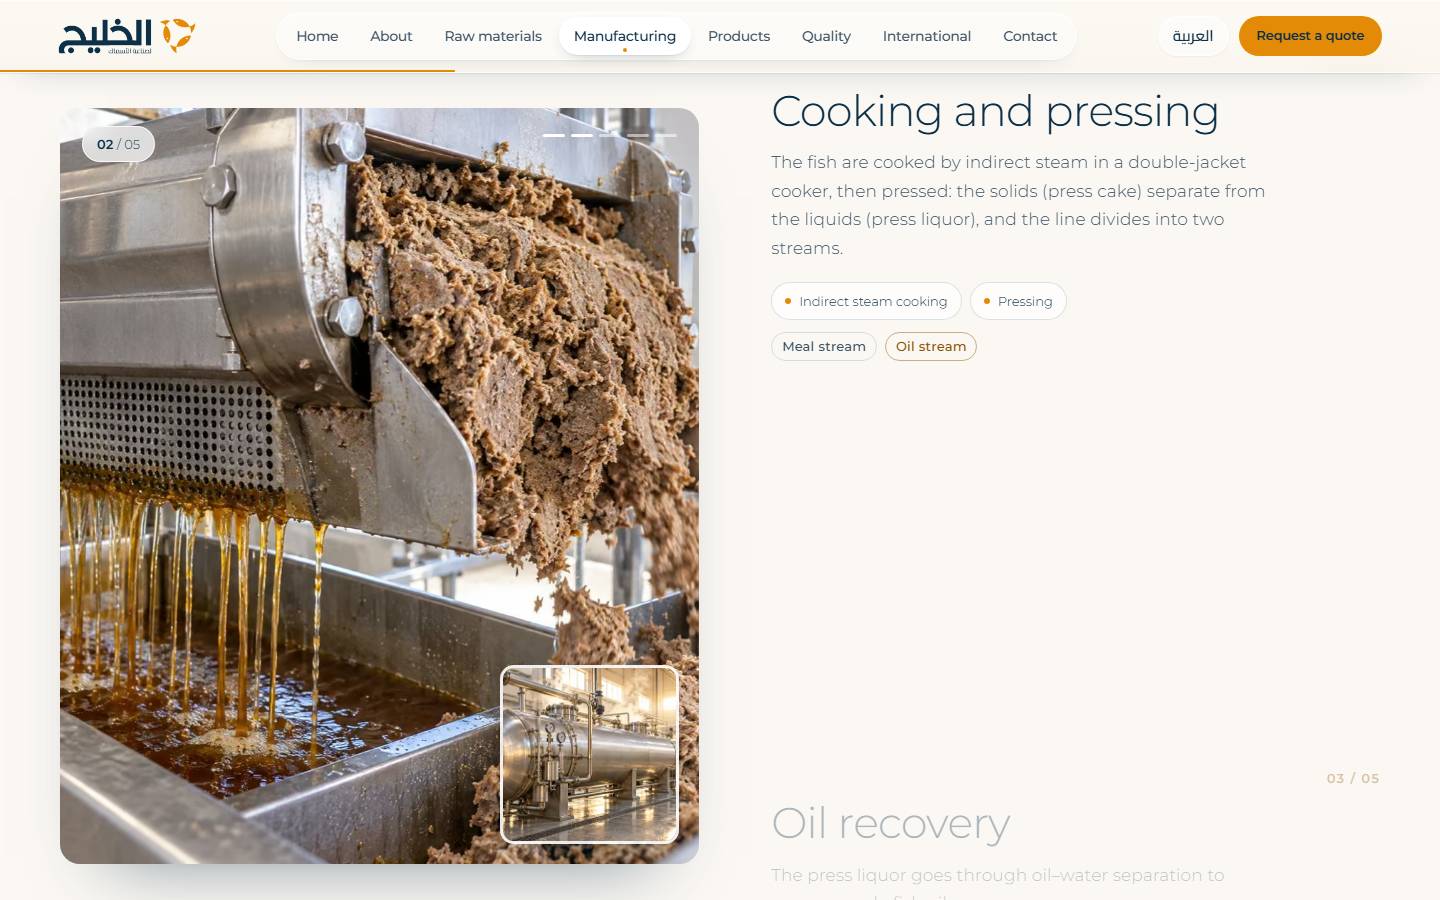 الخليج
لصناعة الأسماك
Home
About
Raw materials
Manufacturing
Products
Quality
International
Contact
العربية
Request a quote
02 / 05
Cooking and pressing
The fish are cooked by indirect steam in a double-jacket
cooker, then pressed: the solids (press cake) separate from
the liquids (press liquor), and the line divides into two
streams.
Indirect steam cooking
Pressing
Meal stream
Oil stream
03 / 05
Oil recovery
The press liquor goes through oil–water separation to